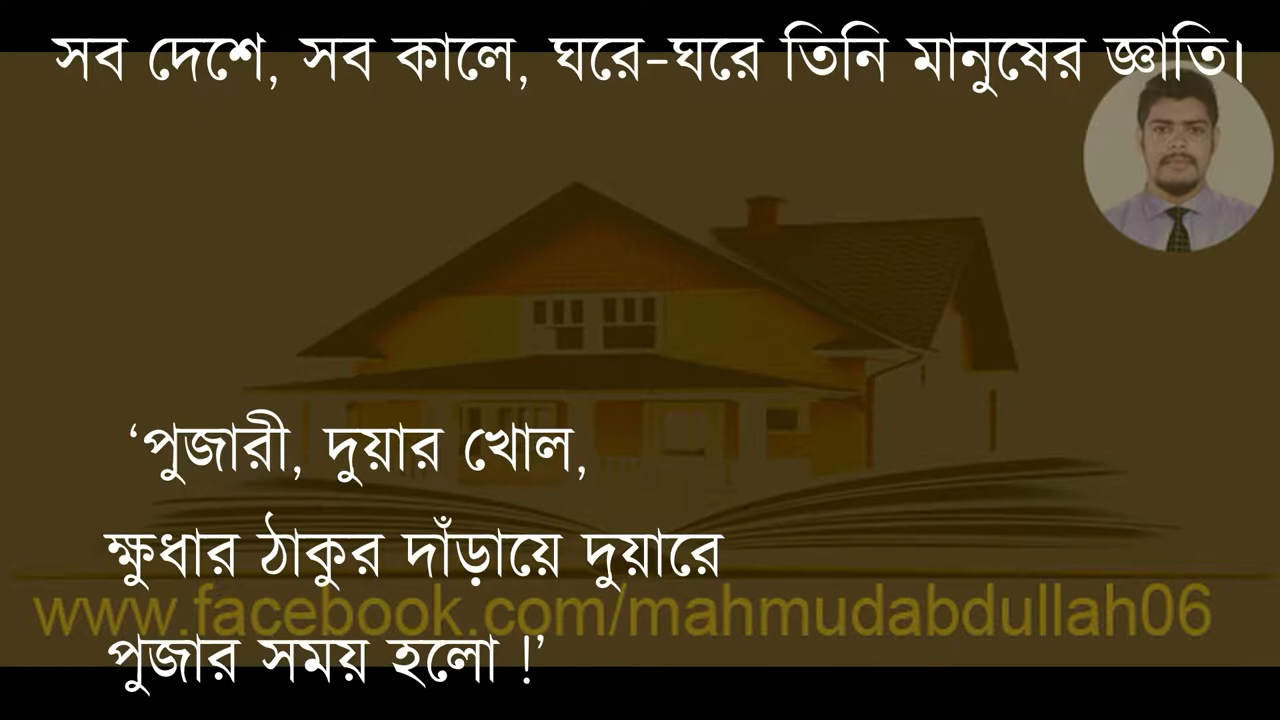 সব দেশে, সব কালে, ঘরে-ঘরে তিনি মানুষের জ্ঞাতি।
‘পুজারী, দুয়ার খোল,
ক্ষুধার ঠাকুর দাঁড়ায়ে দুয়ারে
www.facebook.com/mahmudabdullah06
পুজার সময় হলো !’